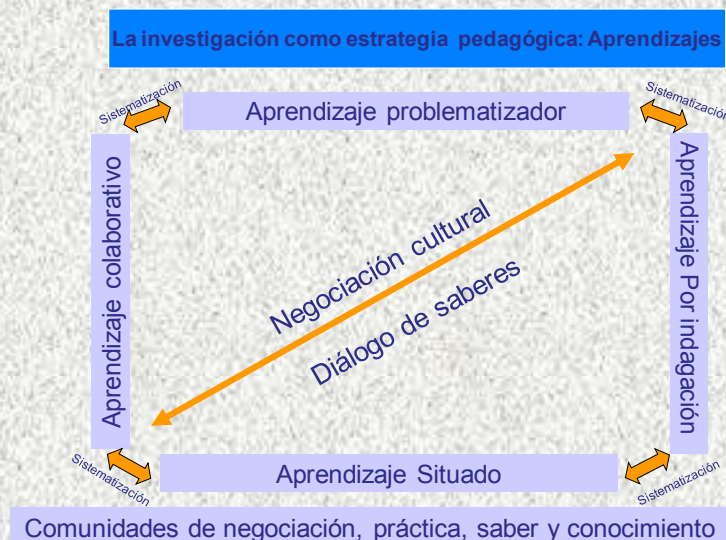 La investigación como estrategia pedagógica: Aprendizajes
Sistematización
Sistematización
Aprendizaje problematizador
Aprendizaje colaborativo
Negociación cultural
Diálogo de saberes
Aprendizaje Por indagación
Sistematización
Aprendizaje Situado
Sistematización
Comunidades de negociación, práctica, saber y conocimiento